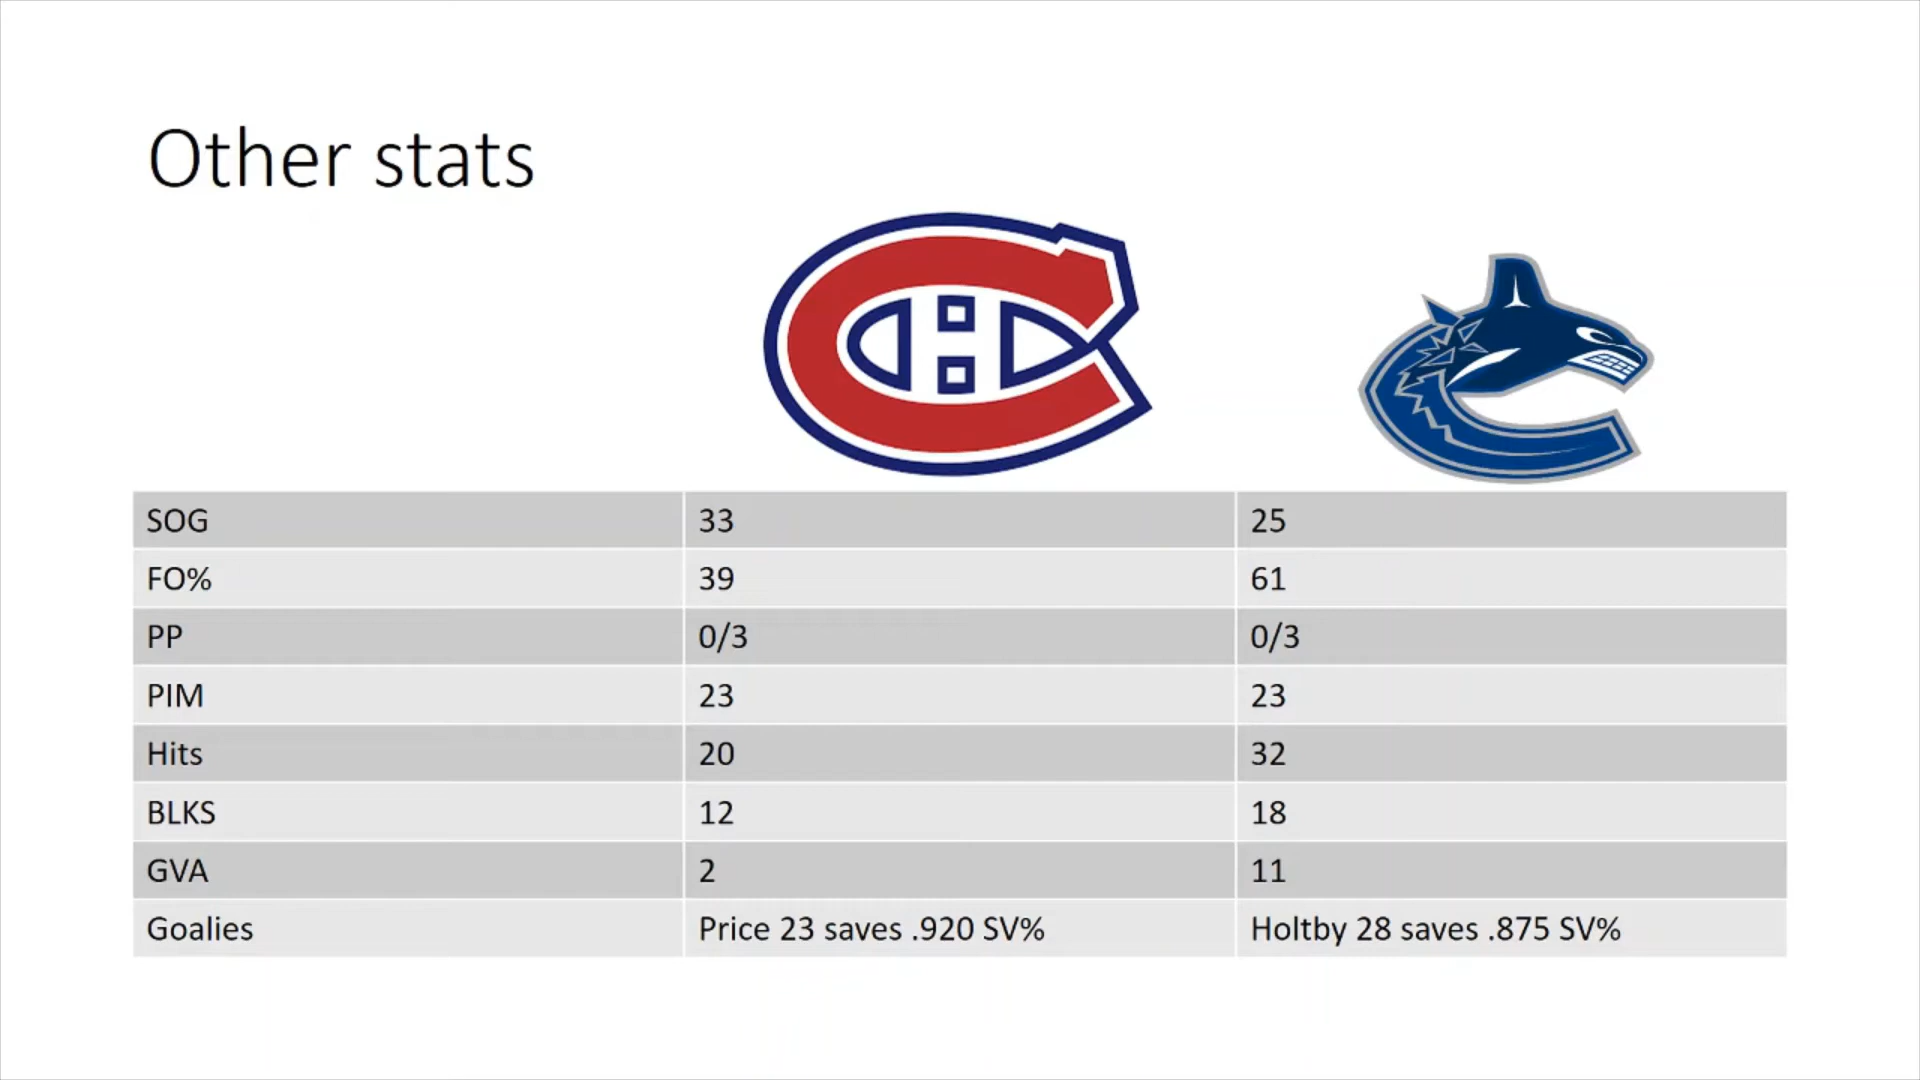 Other stats
SOG 33 25
FO% 39 61
PP 0/3 0/3
PIM 23 23
Hits 20 32
BLKS 12 18
GVA 2 11
Goalies Price 23 saves .920 SV% Holtby 28 saves .875 SV%